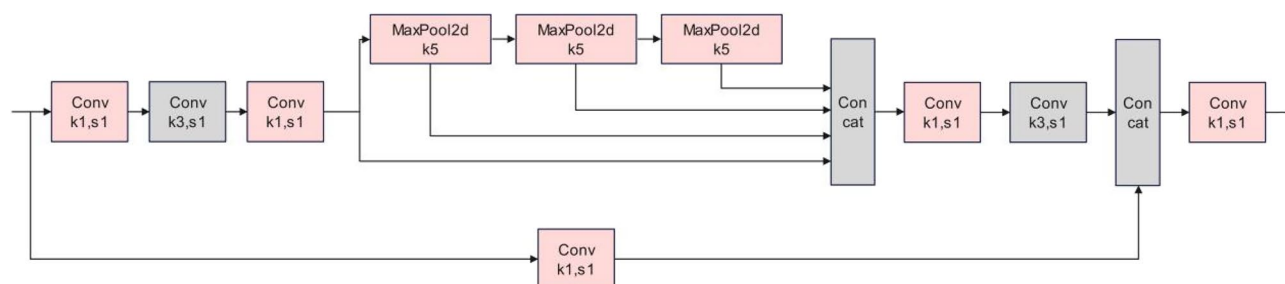 MaxPool2d
k5
MaxPool2d
k5
MaxPool2d
k5
Conv
k1,s1
Conv
k3,s1
Conv
k1,s1
Con
cat
Conv
k1,s1
Conv
k3,s1
Con
cat
Conv
k1,s1
Conv
k1,s1